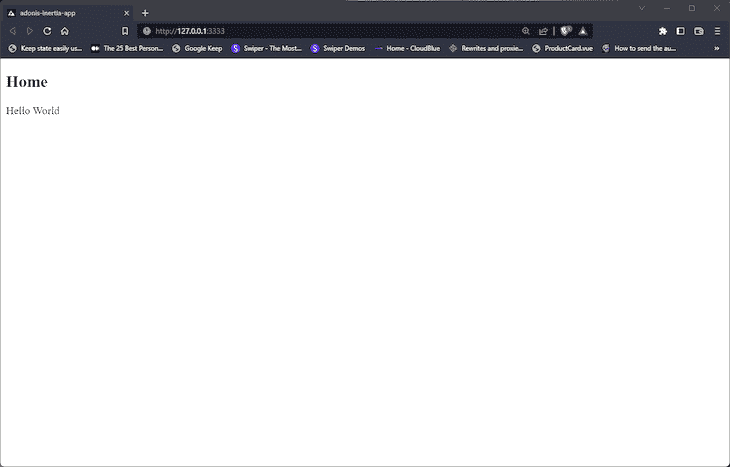 adonis-inertia-app
http://127.0.0.1:3333
Keep state easily us... The 25 Best Person... Google Keep Swiper - The Most... Swiper Demos Home - CloudBlue Rewrites and proxie... ProductCard.vue How to send the au... »
Home
Hello World